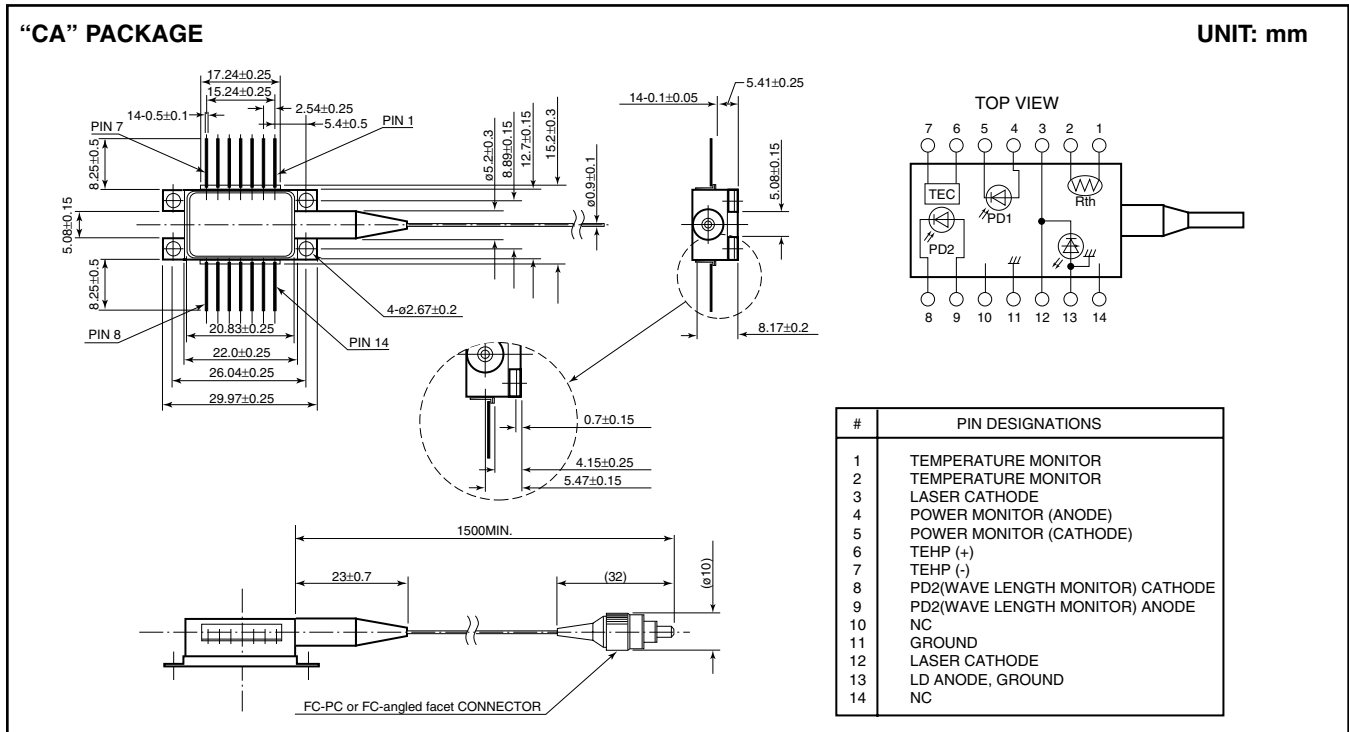 “CA” PACKAGE
UNIT: mm
17.24±0.25
15.24±0.25
14-0.5±0.1
2.54±0.25
5.4±0.5
PIN 7
PIN 1
8.25±0.5
5.08±0.15
8.25±0.5
ø5.2±0.3
8.89±0.15
12.7±0.15
15.2±0.3
ø0.9±0.1
4-ø2.67±0.2
PIN 8
PIN 14
20.83±0.25
22.0±0.25
26.04±0.25
29.97±0.25
14-0.1±0.05
5.41±0.25
5.08±0.15
8.17±0.2
0.7±0.15
4.15±0.25
5.47±0.15
TOP VIEW
7 6 5 4 3 2 1
TEC
PD1
Rth
PD2
8 9 10 11 12 13 14
1500MIN.
23±0.7
(32)
(ø10)
FC-PC or FC-angled facet CONNECTOR
# PIN DESIGNATIONS
1 TEMPERATURE MONITOR
2 TEMPERATURE MONITOR
3 LASER CATHODE
4 POWER MONITOR (ANODE)
5 POWER MONITOR (CATHODE)
6 TEHP (+)
7 TEHP (-)
8 PD2(WAVE LENGTH MONITOR) CATHODE
9 PD2(WAVE LENGTH MONITOR) ANODE
10 NC
11 GROUND
12 LASER CATHODE
13 LD ANODE, GROUND
14 NC